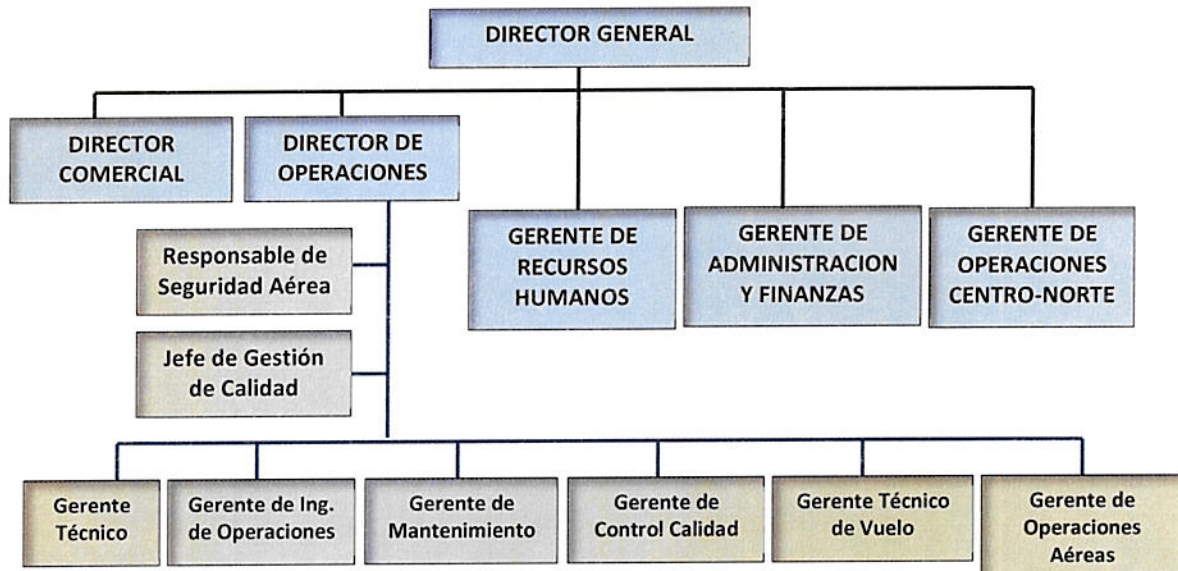 DIRECTOR GENERAL
DIRECTOR
COMERCIAL
DIRECTOR DE
OPERACIONES
GERENTE DE
RECURSOS
HUMANOS
GERENTE DE
ADMINISTRACION
Y FINANZAS
GERENTE DE
OPERACIONES
CENTRO-NORTE
Responsable de
Seguridad Aérea
Jefe de Gestión
de Calidad
Gerente
Técnico
Gerente de Ing.
de Operaciones
Gerente de
Mantenimiento
Gerente de
Control Calidad
Gerente Técnico
de Vuelo
Gerente de
Operaciones
Aéreas